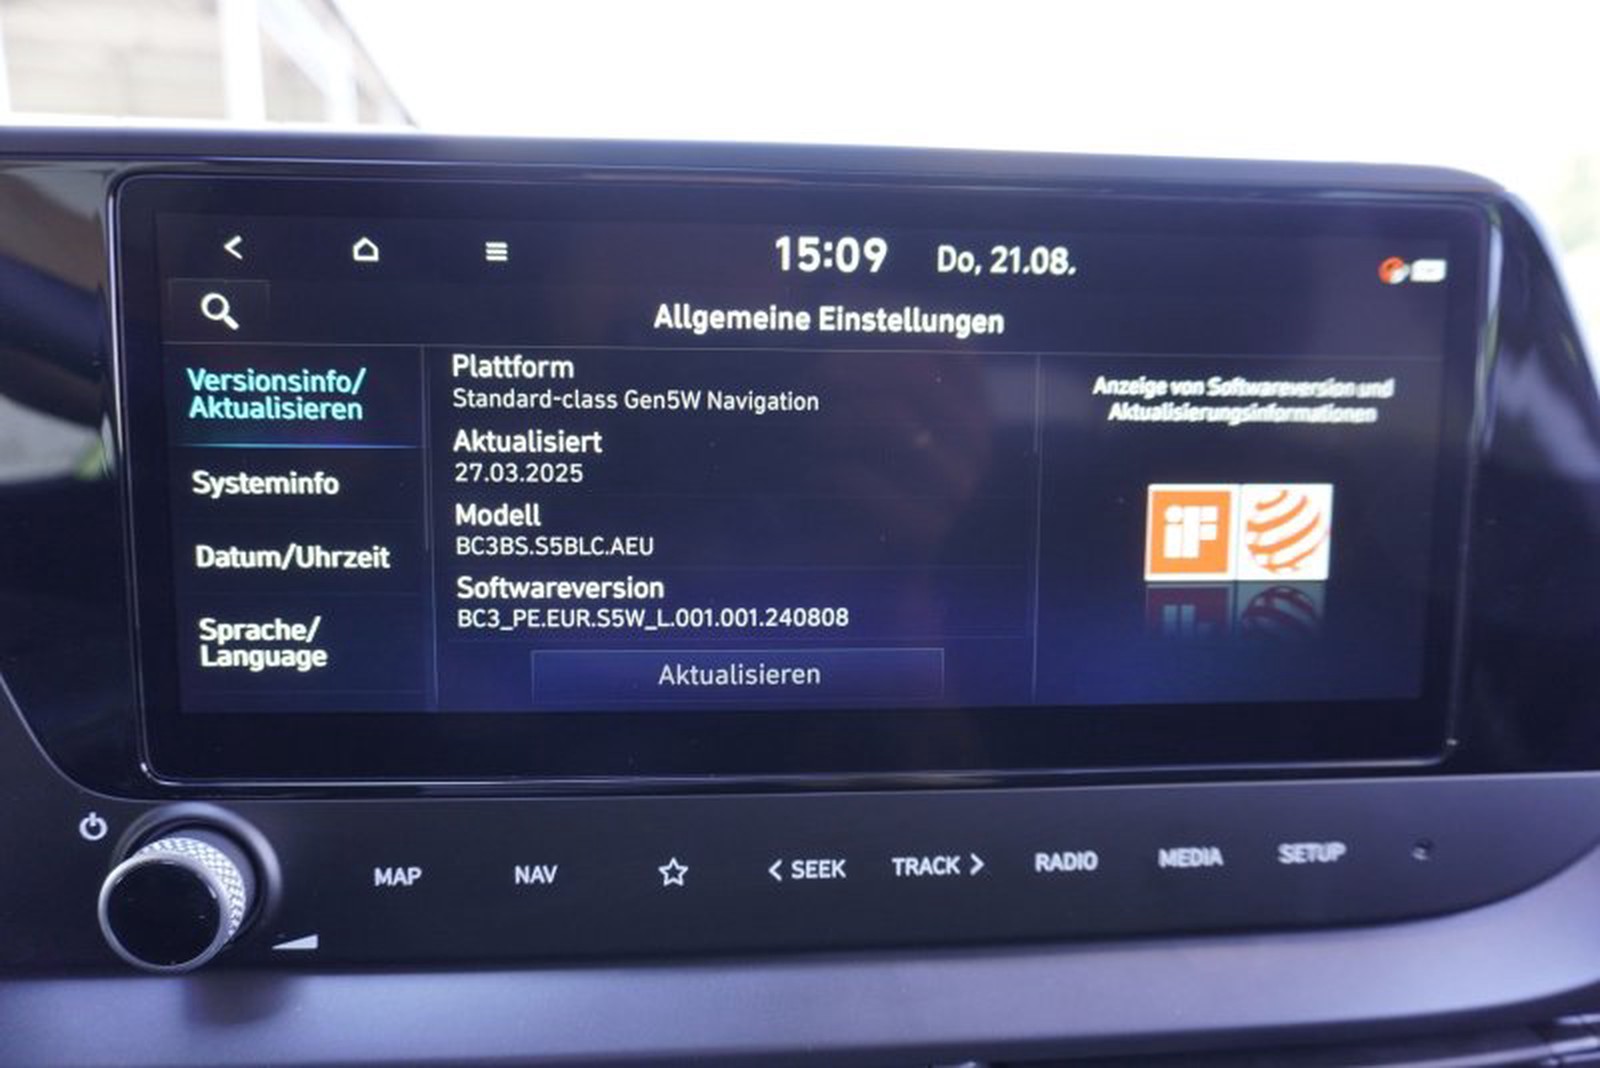 15:09 Do, 21.08.
Allgemeine Einstellungen
Versionsinfo/
Aktualisieren
Systeminfo
Datum/Uhrzeit
Sprache/
Language
Plattform
Standard-class Gen5W Navigation
Aktualisiert
27.03.2025
Modell
BC3BS.S5BLC.AEU
Softwareversion
BC3_PE.EUR.S5W_L.001.001.240808
Aktualisieren
Anzeige von Softwareversion und
Aktualisierungsinformationen
iF
MAP NAV < SEEK TRACK > RADIO MEDIA SETUP